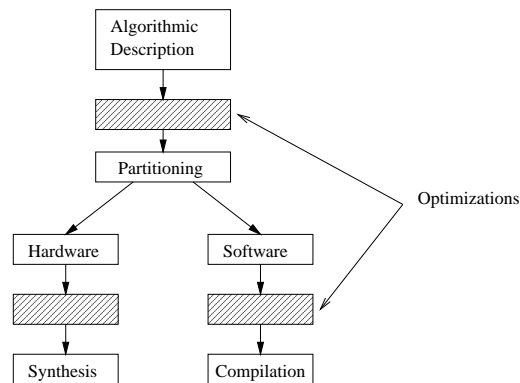 Algorithmic
Description
Partitioning
Optimizations
Hardware
Software
Synthesis
Compilation